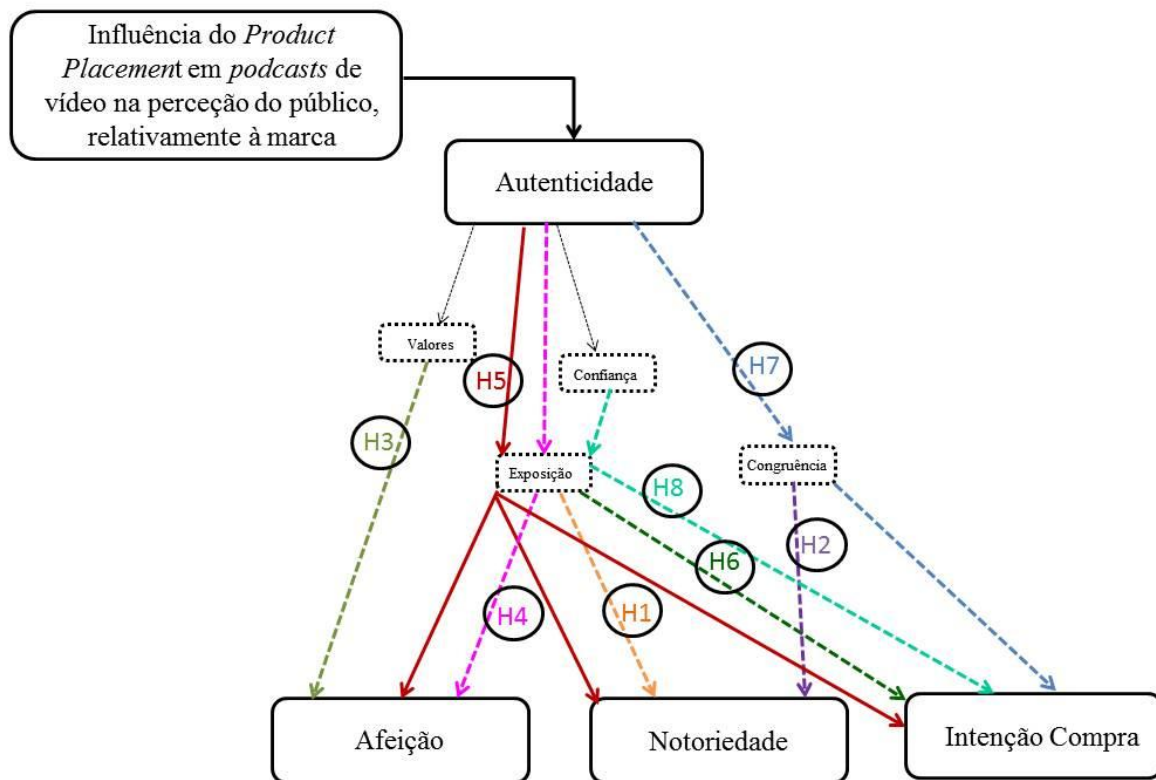 Influência do Product
Placement em podcasts de
vídeo na perceção do público,
relativamente à marca
Autenticidade
Valores
Confiança
H5
H7
H3
Exposição
Congruência
H8
H2
H6
H4
H1
Afeição
Notoriedade
Intenção Compra